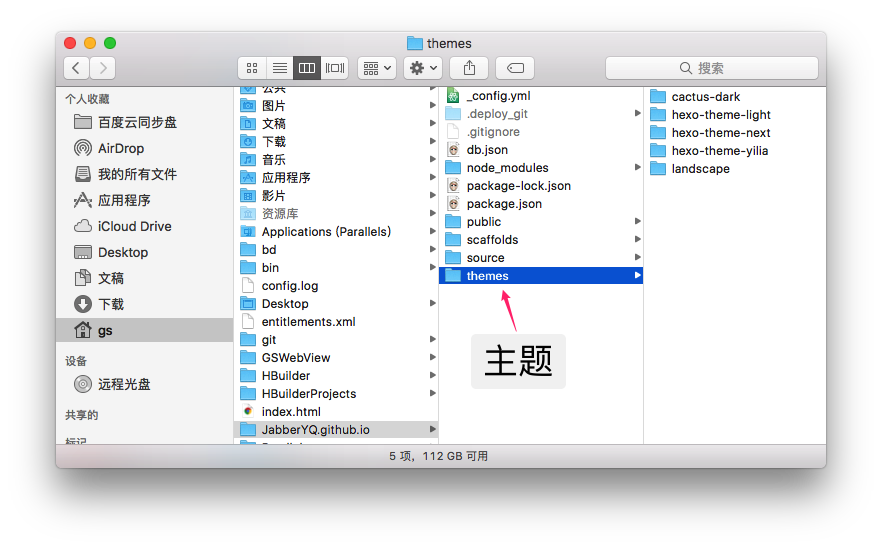 themes
搜索
个人收藏
百度云同步盘
AirDrop
我的所有文件
应用程序
iCloud Drive
Desktop
文稿
下载
gs
设备
远程光盘
共享的
标记
公共
图片
文稿
下载
音乐
应用程序
影片
资源库
Applications (Parallels)
bd
bin
config.log
Desktop
entitlements.xml
git
GSWebView
HBuilder
HBuilderProjects
index.html
JabberYQ.github.io
_config.yml
.deploy_git
.gitignore
db.json
node_modules
package-lock.json
package.json
public
scaffolds
source
themes
主题
cactus-dark
hexo-theme-light
hexo-theme-next
hexo-theme-yilia
landscape
5 项，112 GB 可用